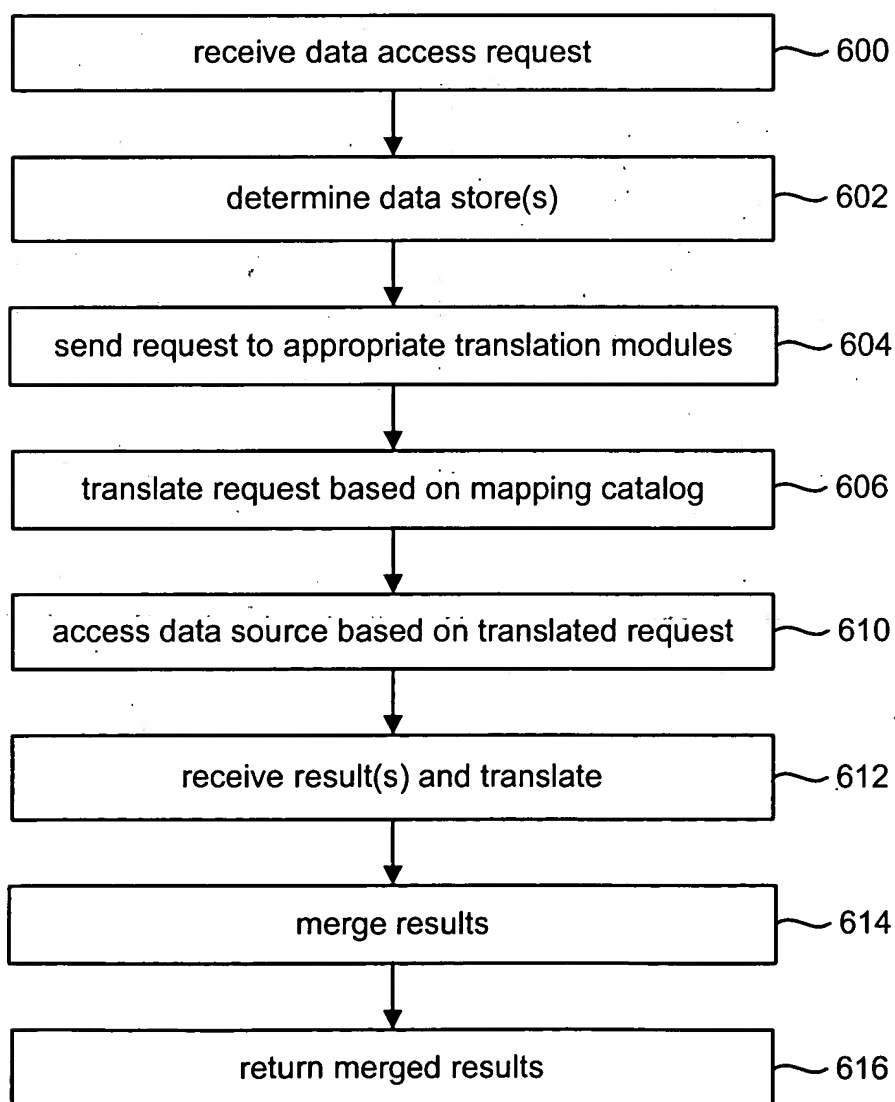 receive data access request 600
determine data store(s) 602
send request to appropriate translation modules 604
translate request based on mapping catalog 606
access data source based on translated request 610
receive result(s) and translate 612
merge results 614
return merged results 616